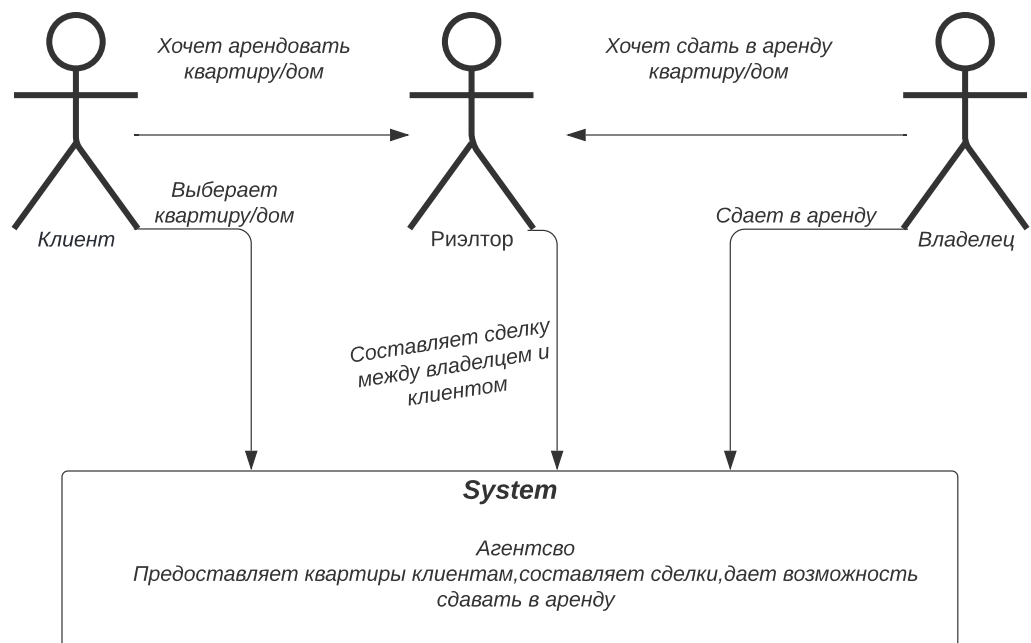 Хочет арендовать
квартиру/дом
Хочет сдать в аренду
квартиру/дом
Выберает
квартиру/дом
Сдает в аренду
Клиент
Риэлтор
Владелец
Составляет сделку
между владелцем и
клиентом
System
Агентсво
Предоставляет квартиры клиентам,составляет сделки,дает возможность
сдавать в аренду